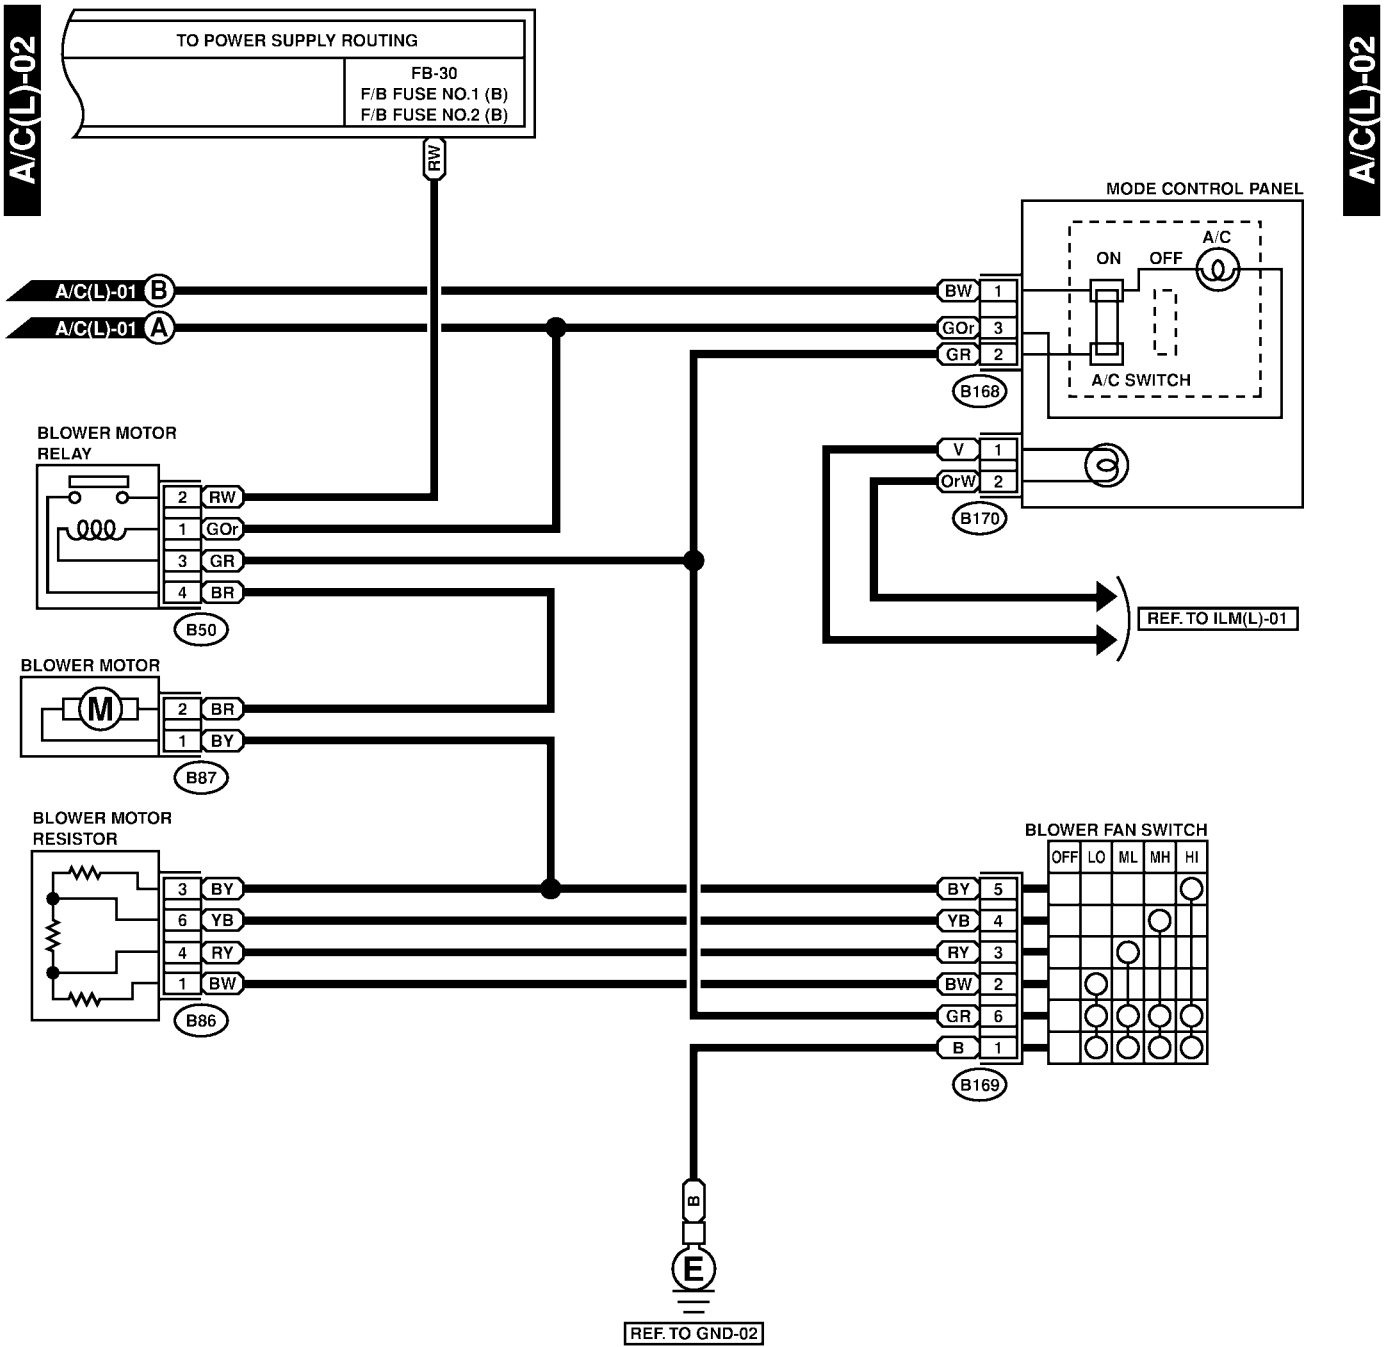 A/C(L)-02
A/C(L)-02
TO POWER SUPPLY ROUTING
FB-30
F/B FUSE NO.1 (B)
F/B FUSE NO.2 (B)
RW
MODE CONTROL PANEL
A/C
ON OFF
A/C(L)-01 B BW 1
A/C(L)-01 A GOr 3
GR 2
A/C SWITCH
B168
BLOWER MOTOR
RELAY
V 1
OrW 2
B170
2 RW
1 GOr
3 GR
4 BR
B50
REF. TO ILM(L)-01
BLOWER MOTOR
M 2 BR
1 BY
B87
BLOWER MOTOR
RESISTOR
BLOWER FAN SWITCH
OFF LO ML MH HI
3 BY BY 5
6 YB YB 4
4 RY RY 3
1 BW BW 2
B86
GR 6
B 1
B169
B
E
REF. TO GND-02